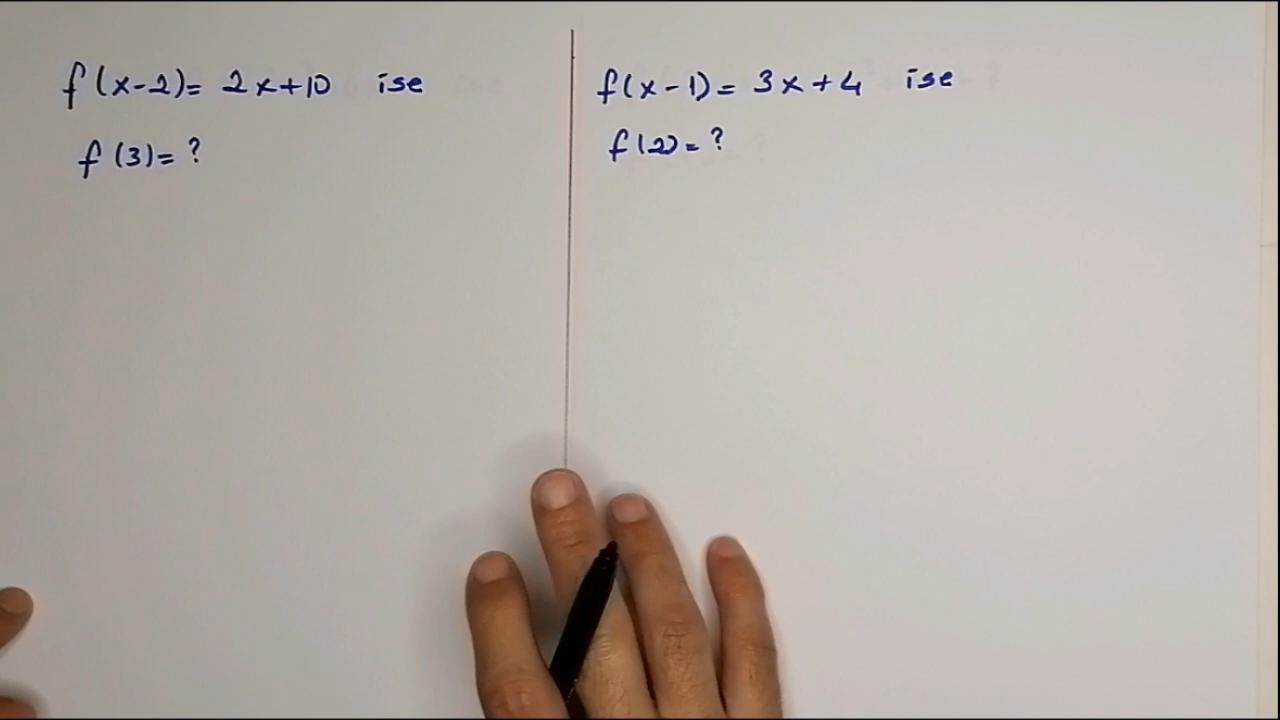 f(x-2)= 2x+10 ise
f(3)= ?
f(x-1)= 3x+4 ise
f(2)= ?